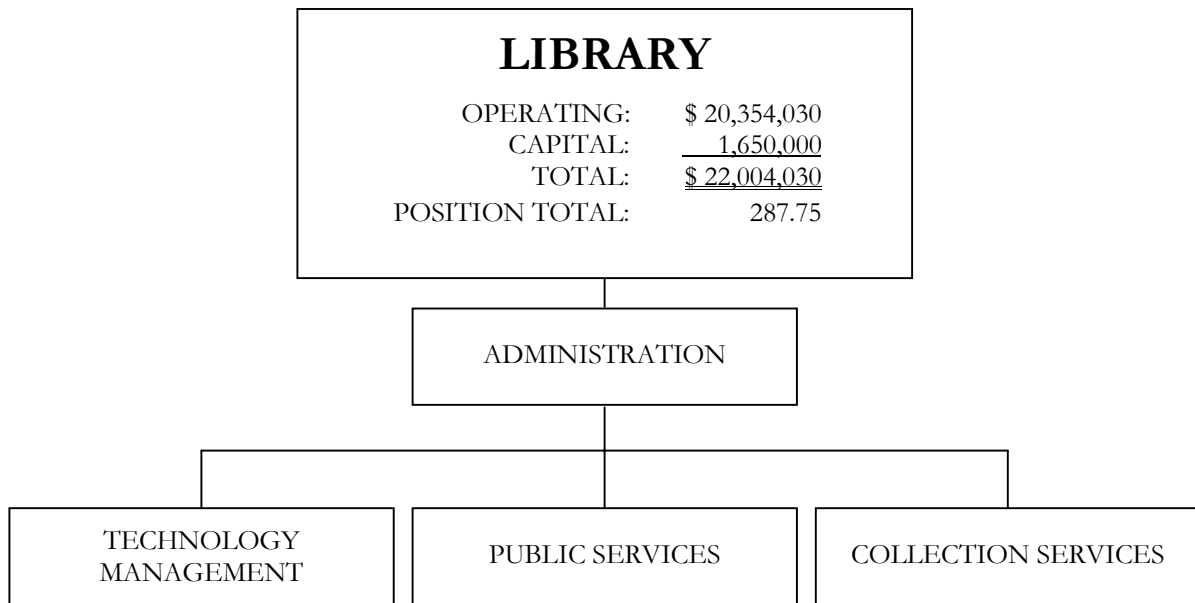 LIBRARY
OPERATING: $ 20,354,030
CAPITAL: 1,650,000
TOTAL: $ 22,004,030
POSITION TOTAL: 287.75
ADMINISTRATION
TECHNOLOGY
MANAGEMENT
PUBLIC SERVICES
COLLECTION SERVICES